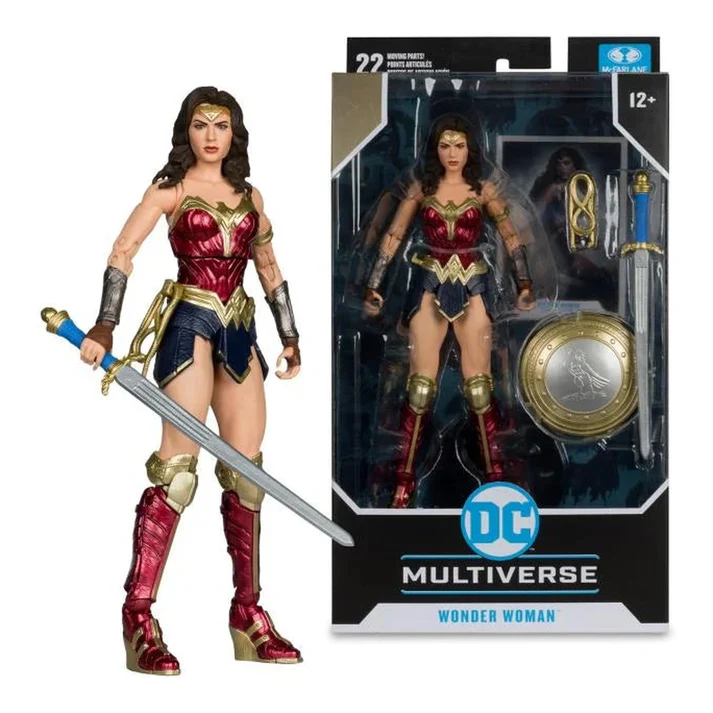 22 MOVING PARTS!
POINTS ARTICULÉS
McFARLANE
12+
DC
MULTIVERSE
WONDER WOMAN